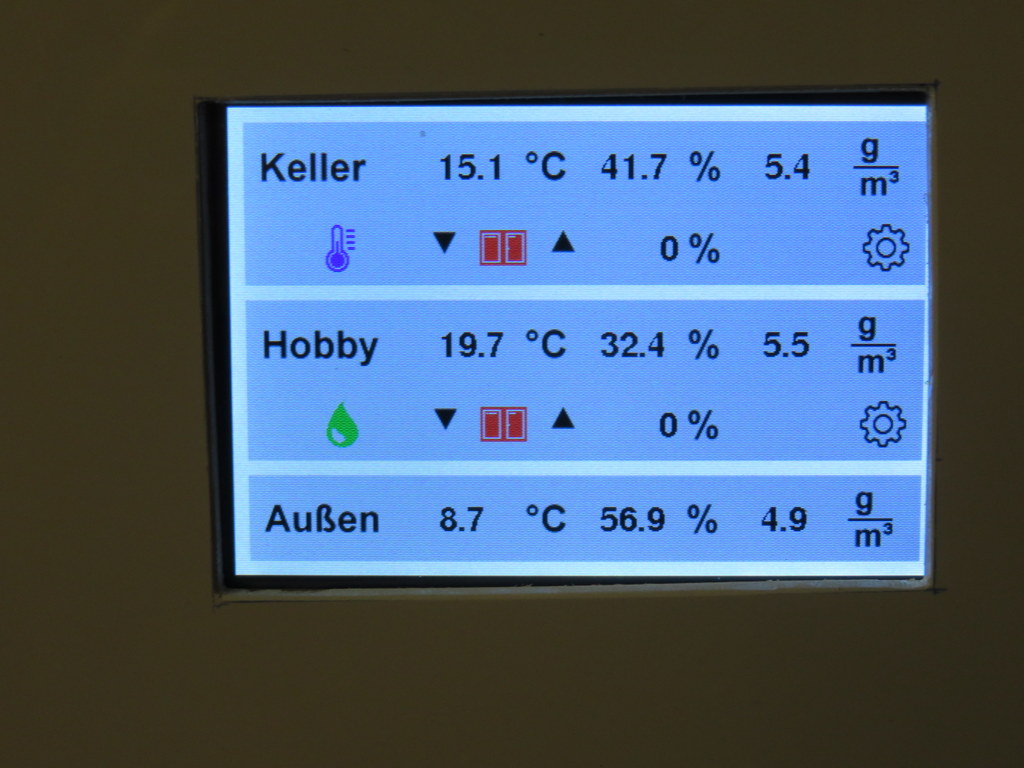 Keller 15.1 °C 41.7 % 5.4 g/m³
▼ ▲ 0 %
Hobby 19.7 °C 32.4 % 5.5 g/m³
▼ ▲ 0 %
Außen 8.7 °C 56.9 % 4.9 g/m³